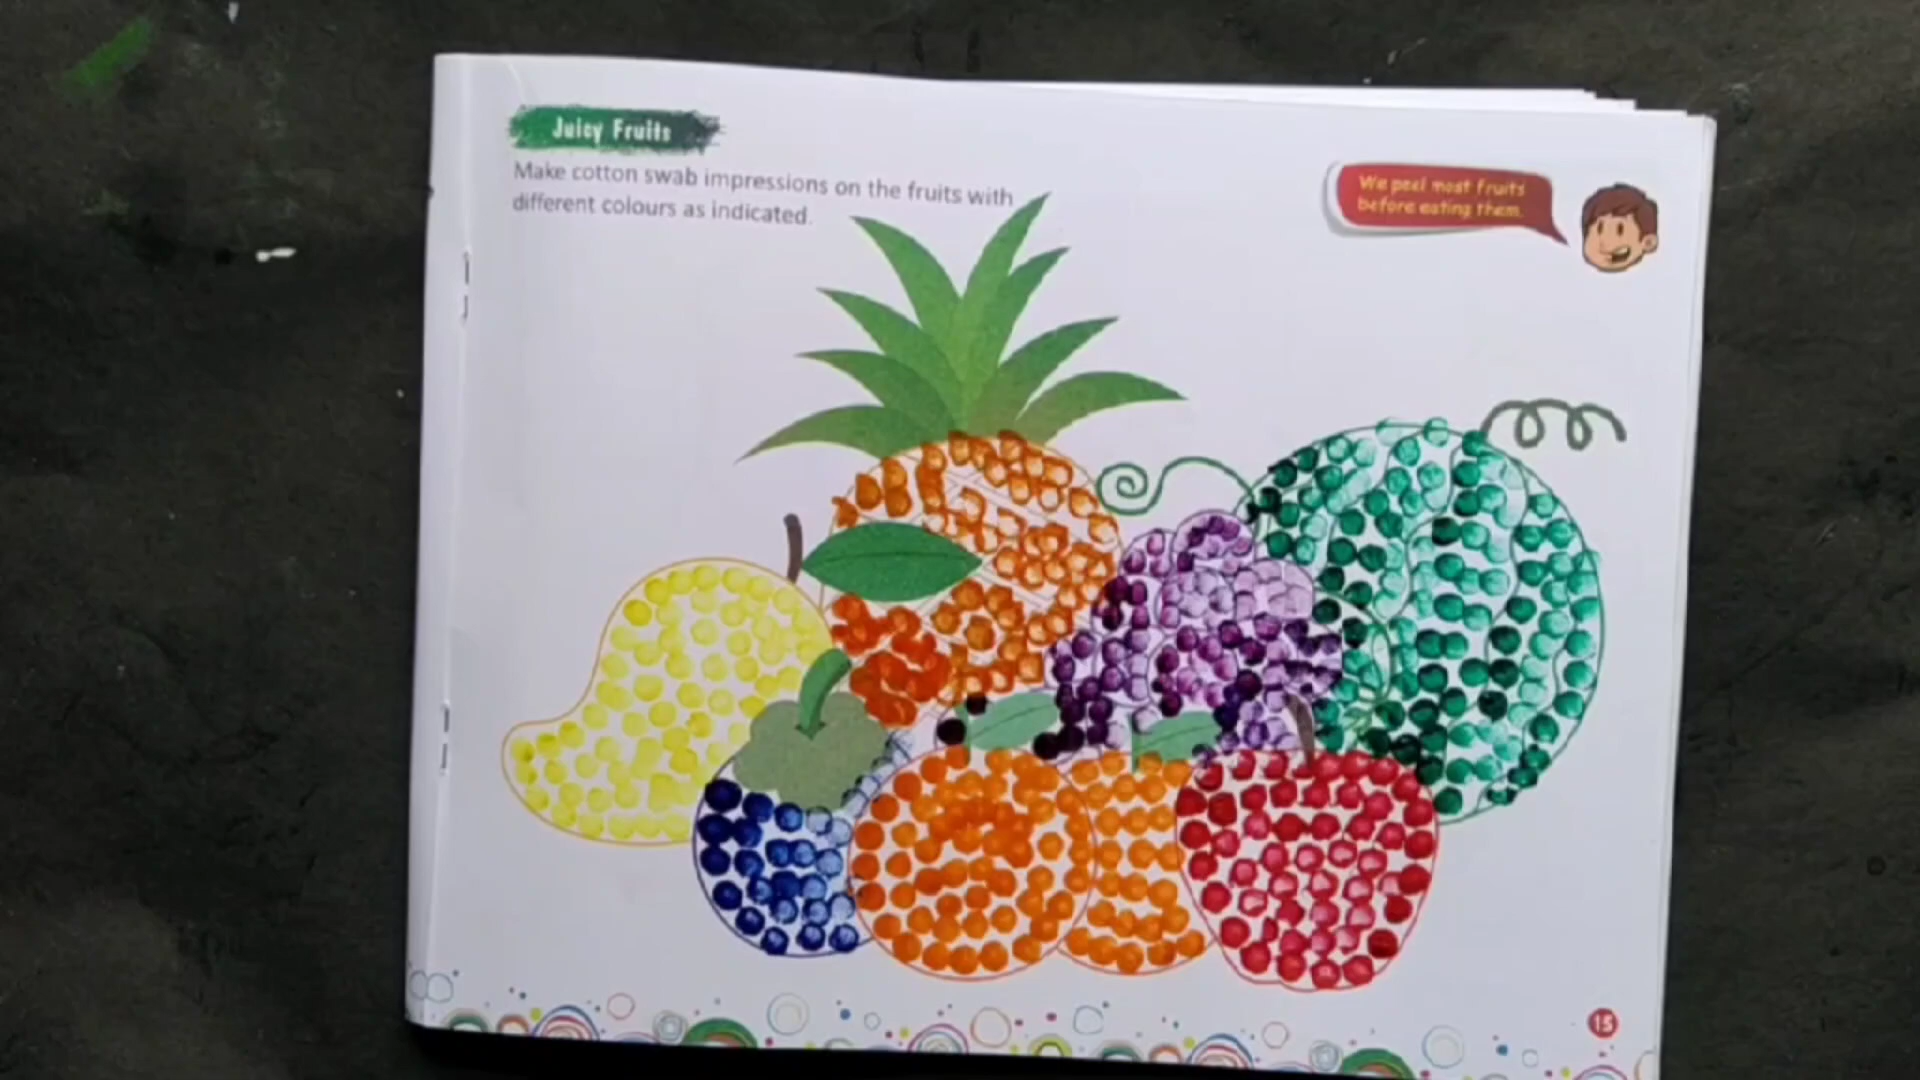 Juicy Fruits
Make cotton swab impressions on the fruits with
different colours as indicated.
We peel most fruits
before eating them.
15